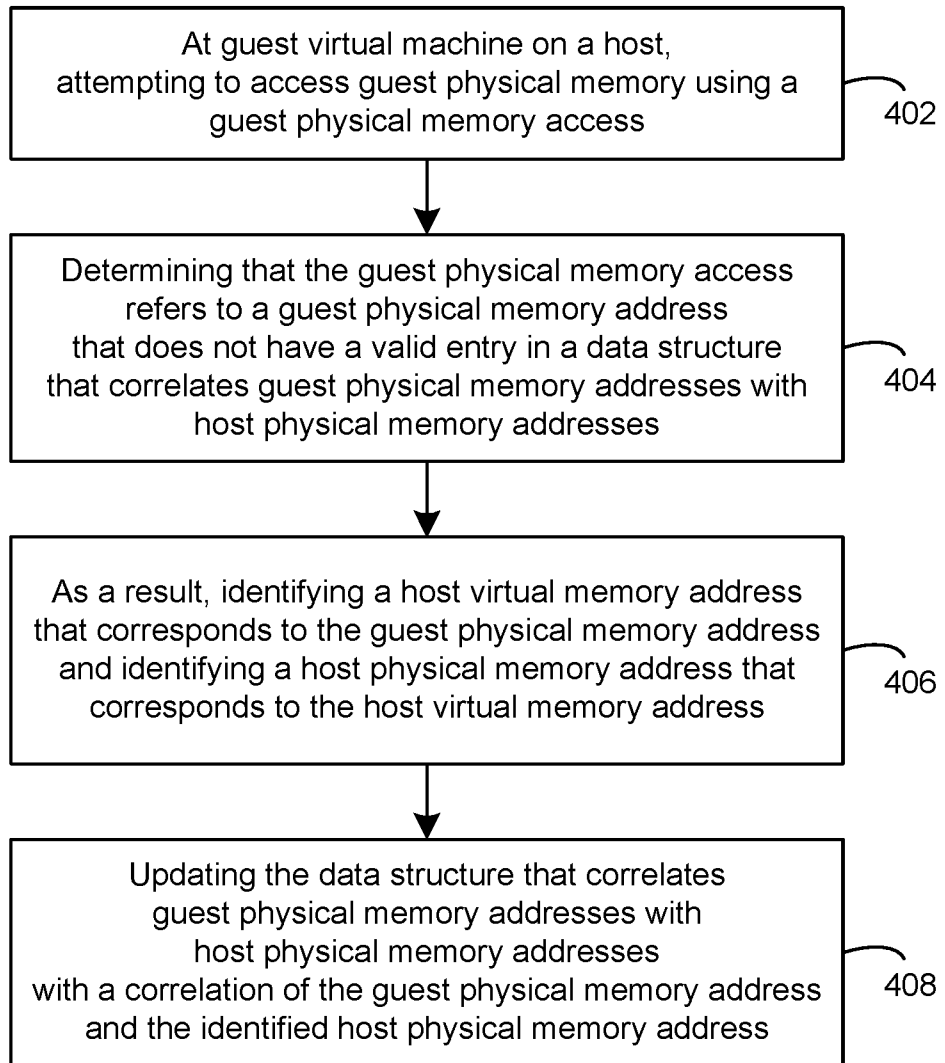 At guest virtual machine on a host,
attempting to access guest physical memory using a
guest physical memory access
402
Determining that the guest physical memory access
refers to a guest physical memory address
that does not have a valid entry in a data structure
that correlates guest physical memory addresses with
host physical memory addresses
404
As a result, identifying a host virtual memory address
that corresponds to the guest physical memory address
and identifying a host physical memory address that
corresponds to the host virtual memory address
406
Updating the data structure that correlates
guest physical memory addresses with
host physical memory addresses
with a correlation of the guest physical memory address
and the identified host physical memory address
408